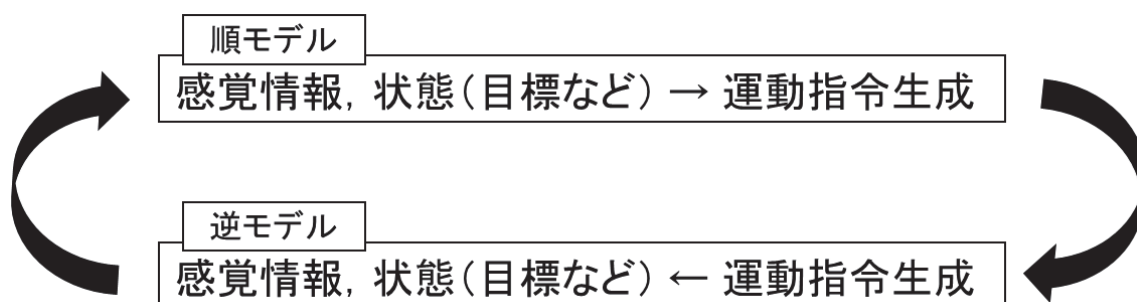 順モデル
感覚情報, 状態（目標など） → 運動指令生成
逆モデル
感覚情報, 状態（目標など） ← 運動指令生成